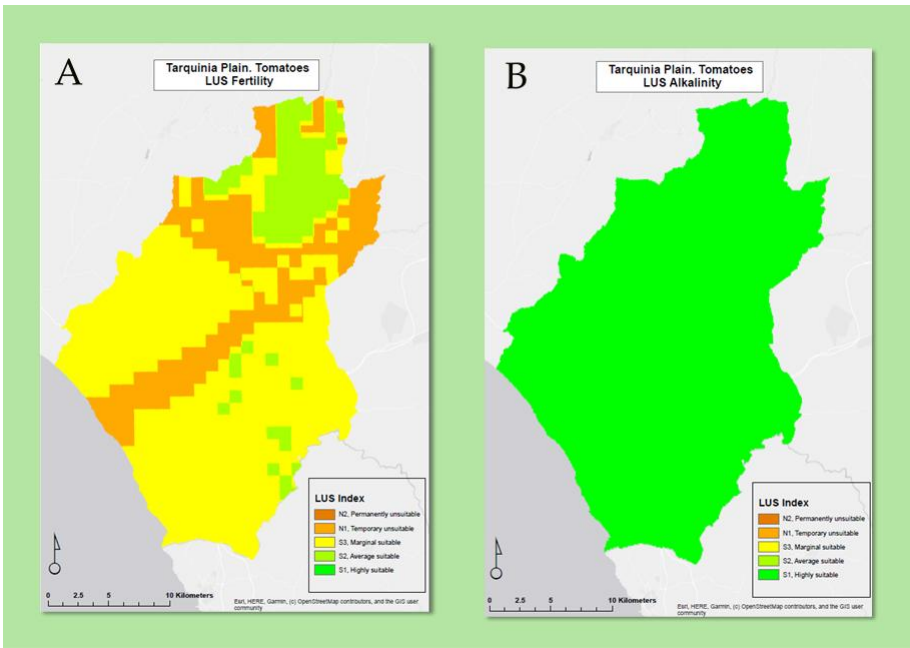 A
Tarquinia Plain. Tomatoes
LUS Fertility
LUS Index
N2, Permanently unsuitable
N1, Temporary unsuitable
S3, Marginal suitable
S2, Average suitable
S1, Highly suitable
0 2.5 5 10 Kilometers
Esri, HERE, Garmin, (c) OpenStreetMap contributors, and the GIS user
community
B
Tarquinia Plain. Tomatoes
LUS Alkalinity
LUS Index
N2, Permanently unsuitable
N1, Temporary unsuitable
S3, Marginal suitable
S2, Average suitable
S1, Highly suitable
0 2.5 5 10 Kilometers
Esri, HERE, Garmin, (c) OpenStreetMap contributors, and the GIS user
community